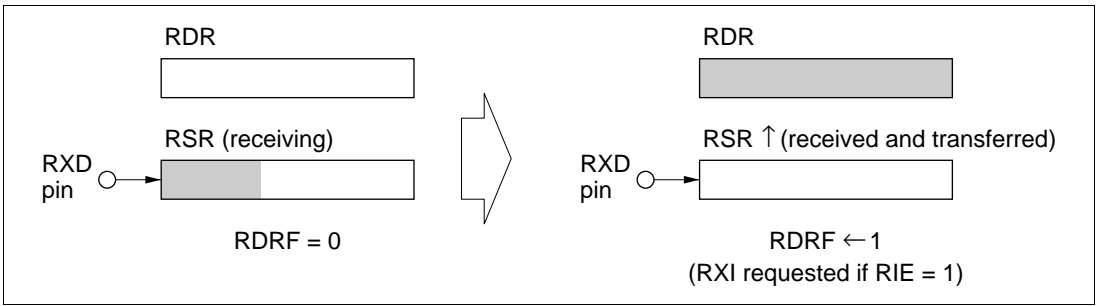 RDR
RSR (receiving)
RXD
pin
RDRF = 0
RDR
RSR ↑ (received and transferred)
RXD
pin
RDRF ← 1
(RXI requested if RIE = 1)